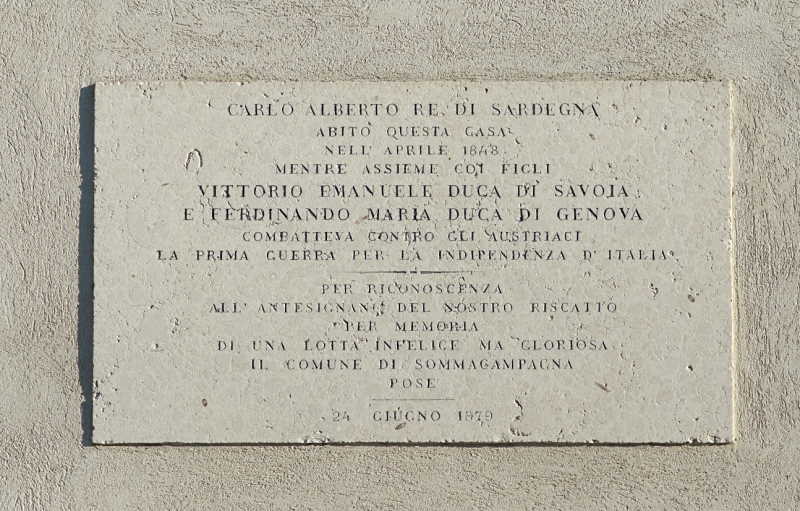 CARLO ALBERTO RE DI SARDEGNA
ABITÒ QUESTA CASA
NELL' APRILE 1848
MENTRE ASSIEME COI FIGLI
VITTORIO EMANUELE DUCA DI SAVOIA
E FERDINANDO MARIA DUCA DI GENOVA
COMBATTEVA CONTRO GLI AUSTRIACI
LA PRIMA GUERRA PER LA INDIPENDENZA D' ITALIA
PER RICONOSCENZA
ALL' ANTESIGNANO DEL NOSTRO RISCATTO
PER MEMORIA
DI UNA LOTTA INFELICE MA GLORIOSA
IL COMUNE DI SOMMACAMPAGNA
POSE
24 GIUGNO 1879